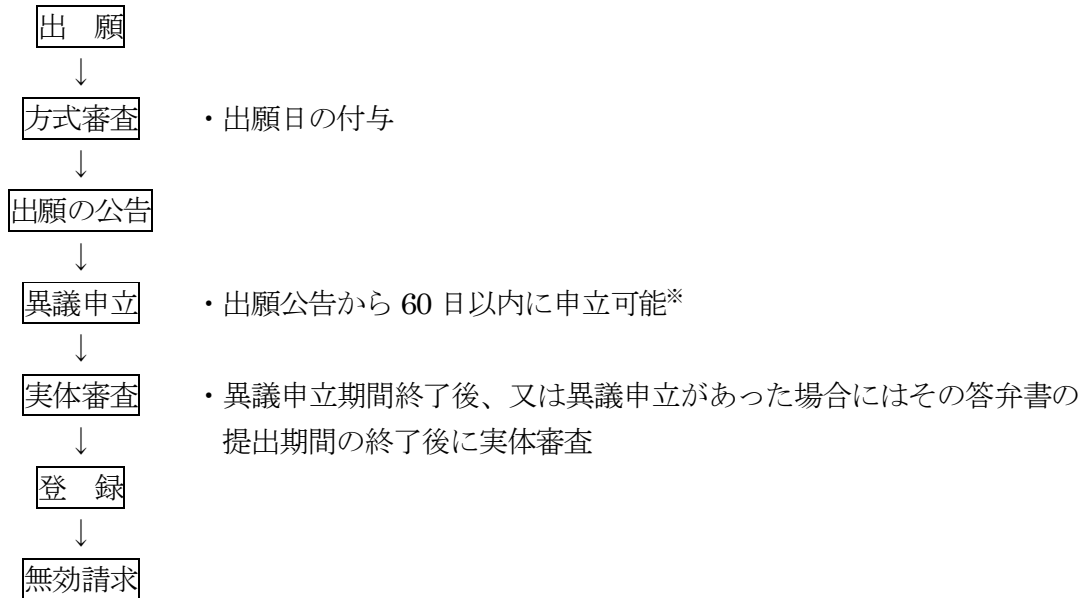 出　願
↓
方式審査　・出願日の付与
↓
出願の公告
↓
異議申立　・出願公告から 60 日以内に申立可能※
↓
実体審査　・異議申立期間終了後、又は異議申立があった場合にはその答弁書の
↓　提出期間の終了後に実体審査
登　録
↓
無効請求